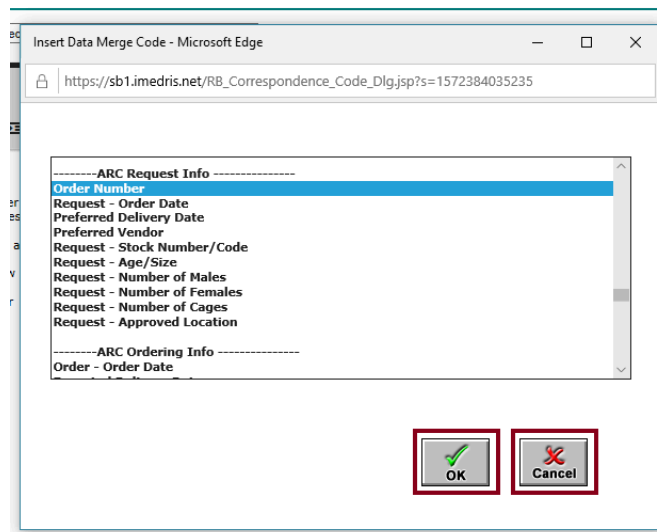 Insert Data Merge Code - Microsoft Edge
https://sb1.imedris.net/RB_Correspondence_Code_Dlg.jsp?s=1572384035235
--------ARC Request Info ---------------
Order Number
Request - Order Date
Preferred Delivery Date
Preferred Vendor
Request - Stock Number/Code
Request - Age/Size
Request - Number of Males
Request - Number of Females
Request - Number of Cages
Request - Approved Location
--------ARC Ordering Info ---------------
Order - Order Date
OK
Cancel